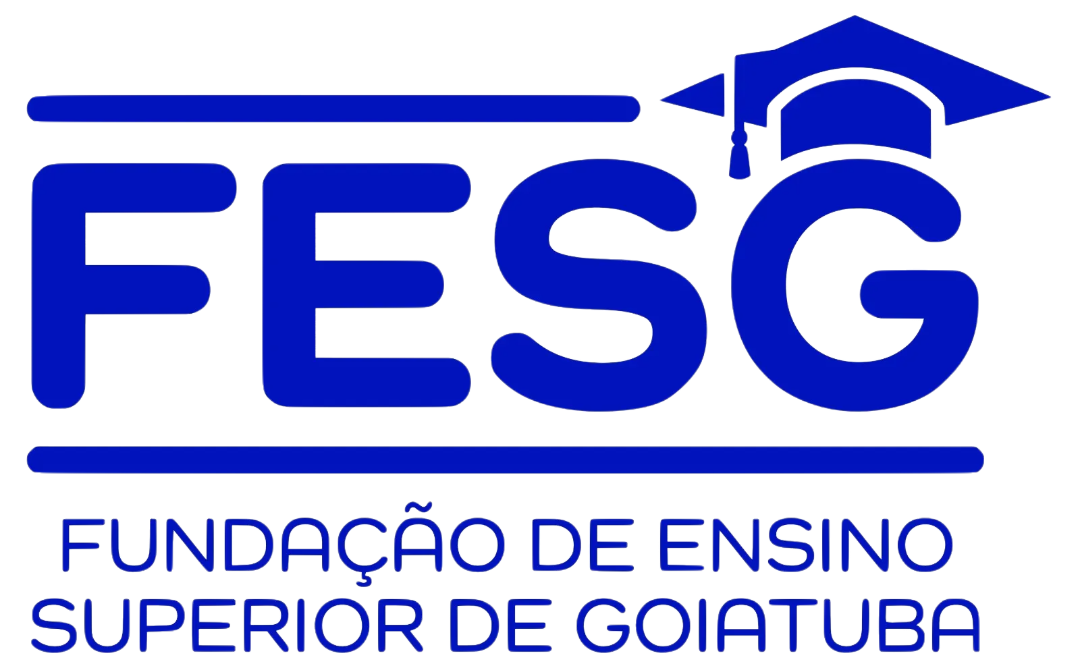 FESG
FUNDAÇÃO DE ENSINO
SUPERIOR DE GOIATUBA